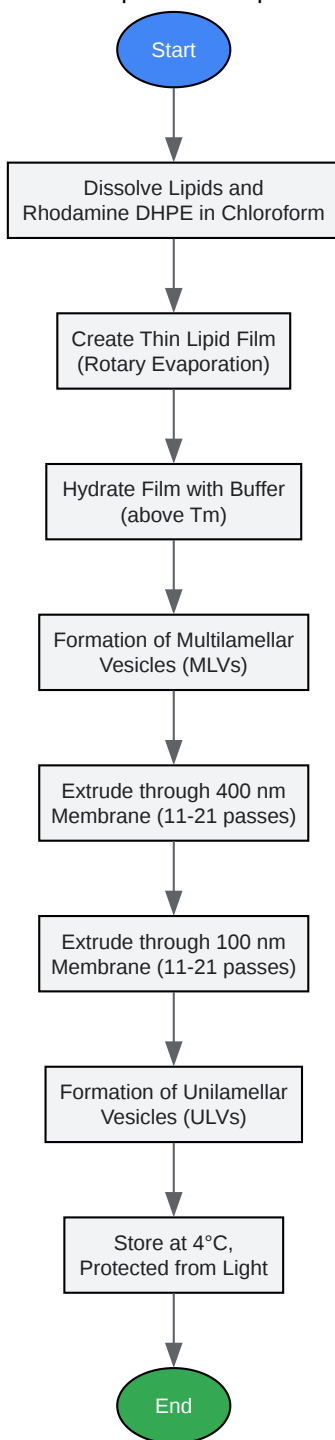 Start
Dissolve Lipids and
Rhodamine DHPE in Chloroform
Create Thin Lipid Film
(Rotary Evaporation)
Hydrate Film with Buffer
(above Tm)
Formation of Multilamellar
Vesicles (MLVs)
Extrude through 400 nm
Membrane (11-21 passes)
Extrude through 100 nm
Membrane (11-21 passes)
Formation of Unilamellar
Vesicles (ULVs)
Store at 4°C,
Protected from Light
End